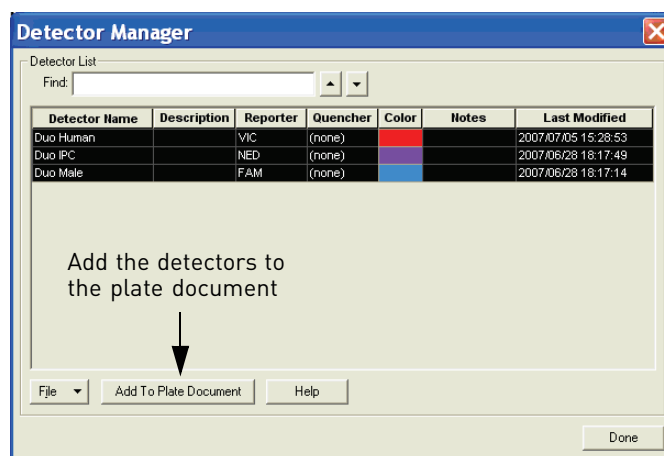 Detector Manager
Detector List
Find:
Detector Name Description Reporter Quencher Color Notes Last Modified
Duo Human VIC (none) 2007/07/05 15:28:53
Duo IPC NED (none) 2007/06/28 18:17:49
Duo Male FAM (none) 2007/06/28 18:17:14
Add the detectors to
the plate document
File Add To Plate Document Help
Done